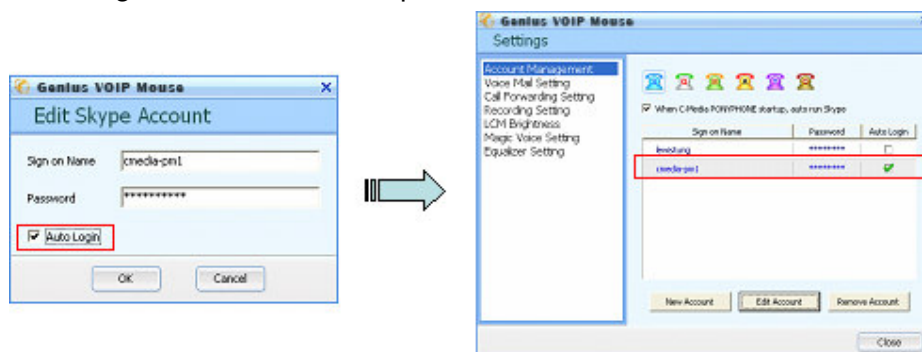 Genius VOIP Mouse
Edit Skype Account
Sign on Name cmedia-pm1
Password **********
Auto Login
OK Cancel
Genius VOIP Mouse
Settings
Account Management
Voice Mail Setting
Call Forwarding Setting
Recording Setting
LCM Brightness
Magic Voice Setting
Equalizer Setting
When C-Media PONYPHONE startup, auto run Skype
Sign on Name Password Auto Login
********
cmedia-pm1 ********
New Account Edit Account Remove Account
Close